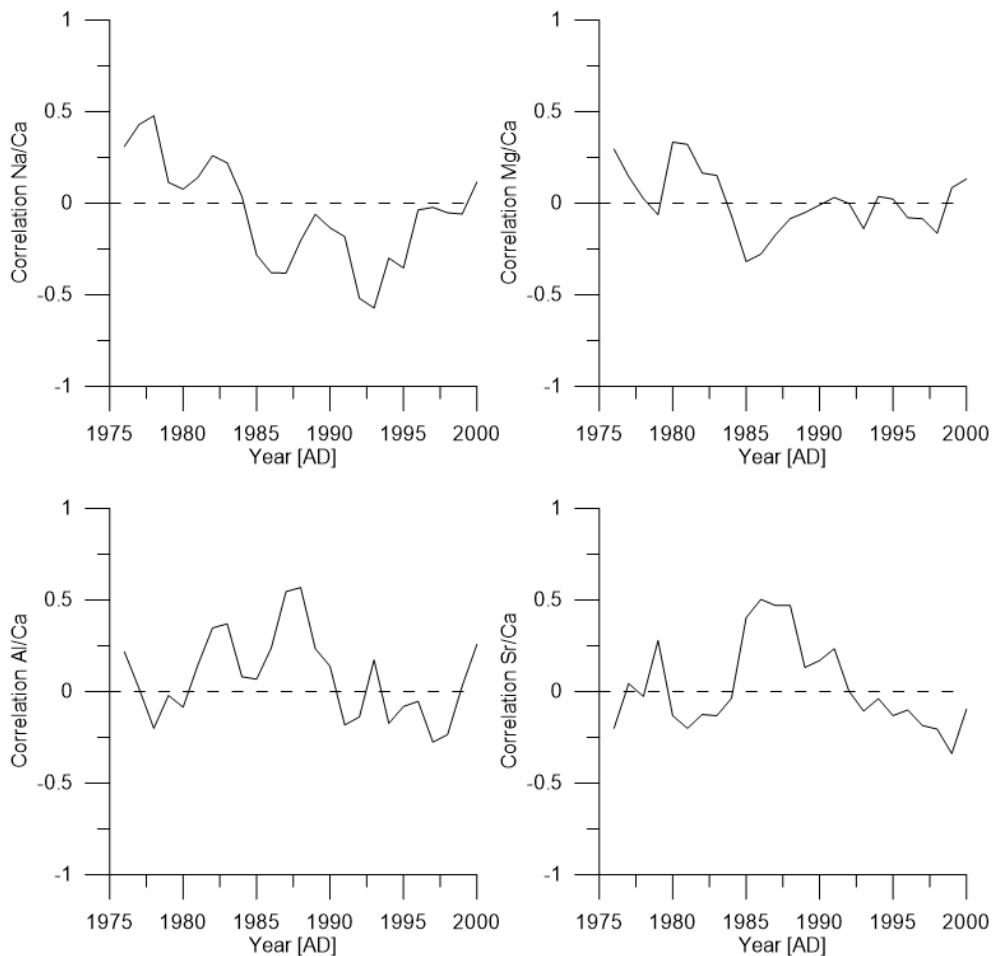 1
0.5
0
-0.5
-1
Correlation Na/Ca
1975 1980 1985 1990 1995 2000
Year [AD]
1
0.5
0
-0.5
-1
Correlation Mg/Ca
1975 1980 1985 1990 1995 2000
Year [AD]
1
0.5
0
-0.5
-1
Correlation Al/Ca
1975 1980 1985 1990 1995 2000
Year [AD]
1
0.5
0
-0.5
-1
Correlation Sr/Ca
1975 1980 1985 1990 1995 2000
Year [AD]